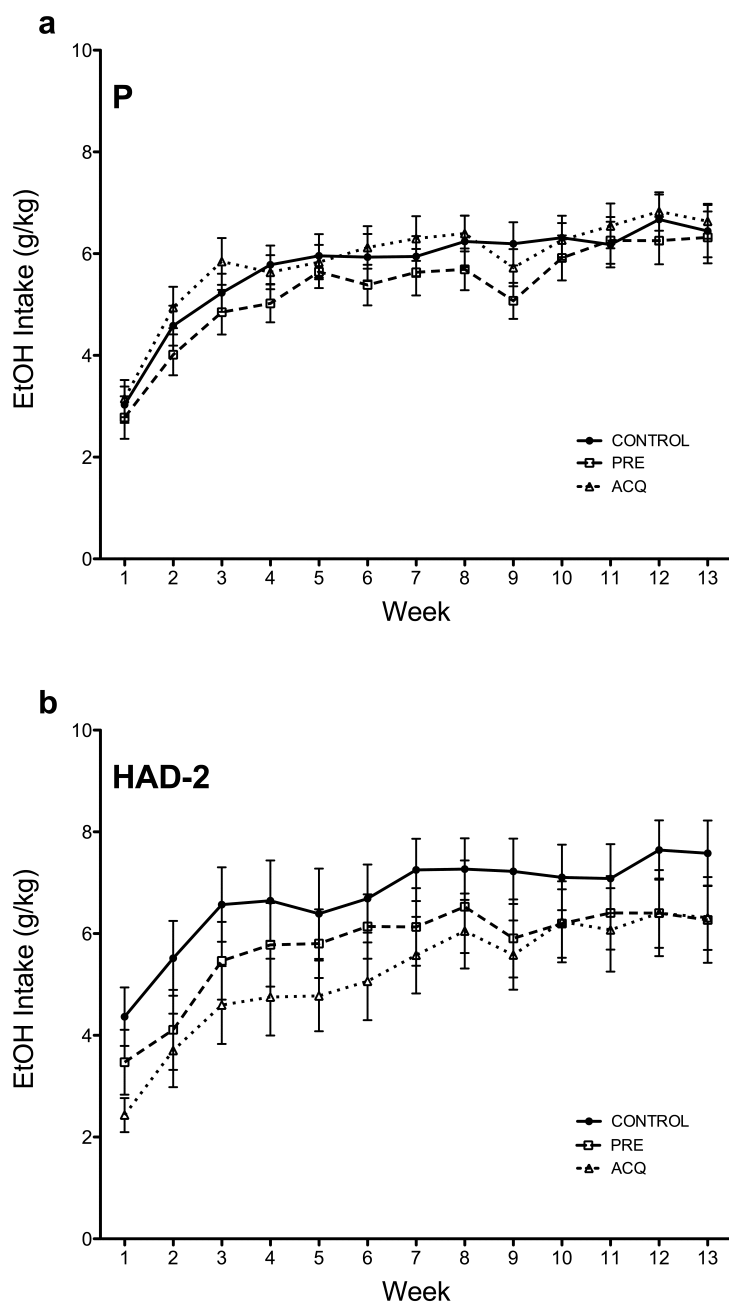 a
10
P
8
6
4
2
0
EtOH Intake (g/kg)
CONTROL
PRE
ACQ
1 2 3 4 5 6 7 8 9 10 11 12 13
Week
b
10
HAD-2
8
6
4
2
0
EtOH Intake (g/kg)
CONTROL
PRE
ACQ
1 2 3 4 5 6 7 8 9 10 11 12 13
Week